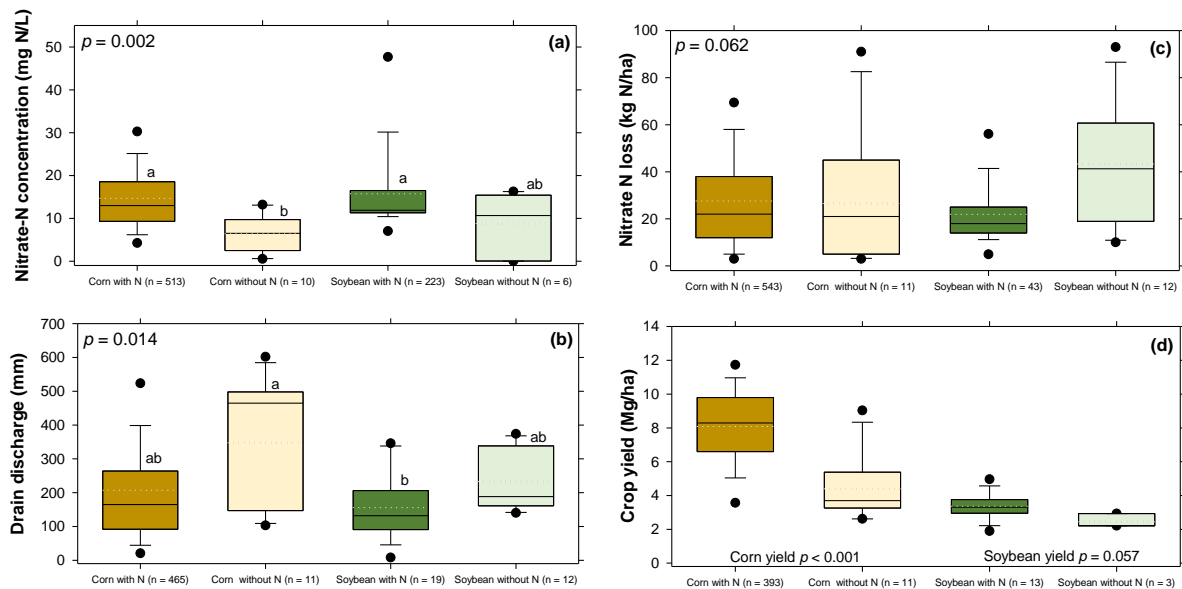 Nitrate-N concentration (mg N/L)
p = 0.002
(a)
50
40
30
20
10
0
a
b
a
ab
Corn with N (n = 513)
Corn without N (n = 10)
Soybean with N (n = 223)
Soybean without N (n = 6)
Nitrate N loss (kg N/ha)
p = 0.062
(c)
100
80
60
40
20
0
Corn with N (n = 543)
Corn without N (n = 11)
Soybean with N (n = 43)
Soybean without N (n = 12)
Drain discharge (mm)
p = 0.014
(b)
700
600
500
400
300
200
100
0
ab
a
b
ab
Corn with N (n = 465)
Corn without N (n = 11)
Soybean with N (n = 19)
Soybean without N (n = 12)
Crop yield (Mg/ha)
(d)
14
12
10
8
6
4
2
0
Corn yield p < 0.001
Soybean yield p = 0.057
Corn with N (n = 393)
Corn without N (n = 11)
Soybean with N (n = 13)
Soybean without N (n = 3)